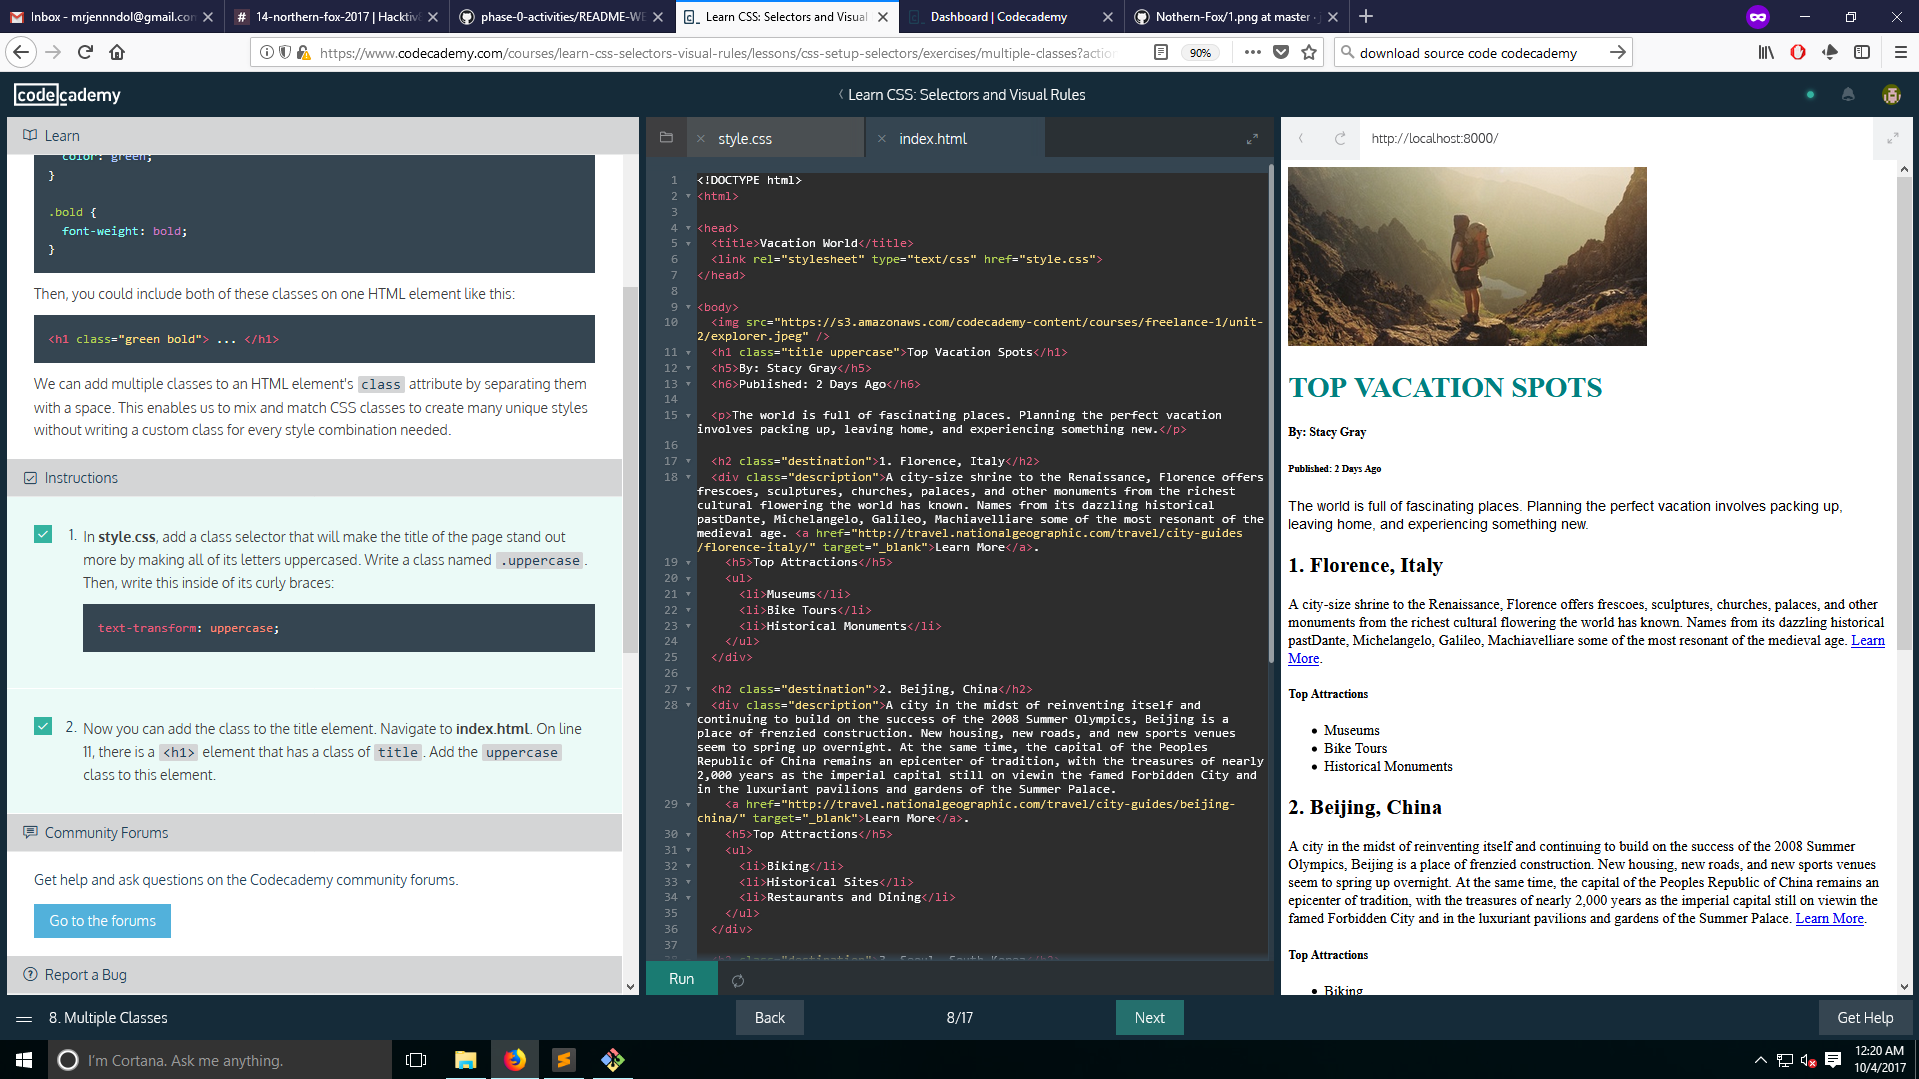 Inbox - mrjennndol@gmail.con
14-northern-fox-2017 | Hacktiv8
phase-0-activities/README-WE
Learn CSS: Selectors and Visual
Dashboard | Codecademy
Nothern-Fox/1.png at master ·
https://www.codecademy.com/courses/learn-css-selectors-visual-rules/lessons/css-setup-selectors/exercises/multiple-classes?action
90%
download source code codecademy
codecademy
Learn CSS: Selectors and Visual Rules
Learn
color: green;
}
.bold {
font-weight: bold;
}
Then, you could include both of these classes on one HTML element like this:
<h1 class="green bold"> ... </h1>
We can add multiple classes to an HTML element's class attribute by separating them
with a space. This enables us to mix and match CSS classes to create many unique styles
without writing a custom class for every style combination needed.
Instructions
1. In style.css, add a class selector that will make the title of the page stand out
more by making all of its letters uppercased. Write a class named .uppercase.
Then, write this inside of its curly braces:
text-transform: uppercase;
2. Now you can add the class to the title element. Navigate to index.html. On line
11, there is a <h1> element that has a class of title. Add the uppercase
class to this element.
Community Forums
Get help and ask questions on the Codecademy community forums.
Go to the forums
Report a Bug
style.css
index.html
1 <!DOCTYPE html>
2 <html>
3
4 <head>
5 <title>Vacation World</title>
6 <link rel="stylesheet" type="text/css" href="style.css">
7 </head>
8
9 <body>
10 <img src="https://s3.amazonaws.com/codecademy-content/courses/freelance-1/unit-
2/explorer.jpeg" />
11 <h1 class="title uppercase">Top Vacation Spots</h1>
12 <h5>By: Stacy Gray</h5>
13 <h6>Published: 2 Days Ago</h6>
14
15 <p>The world is full of fascinating places. Planning the perfect vacation
involves packing up, leaving home, and experiencing something new.</p>
16
17 <h2 class="destination">1. Florence, Italy</h2>
18 <div class="description">A city-size shrine to the Renaissance, Florence offers
frescoes, sculptures, churches, palaces, and other monuments from the richest
cultural flowering the world has known. Names from its dazzling historical
pastDante, Michelangelo, Galileo, Machiavelliare some of the most resonant of the
medieval age. <a href="http://travel.nationalgeographic.com/travel/city-guides
/florence-italy/" target="_blank">Learn More</a>.
19 <h5>Top Attractions</h5>
20 <ul>
21 <li>Museums</li>
22 <li>Bike Tours</li>
23 <li>Historical Monuments</li>
24 </ul>
25 </div>
26
27 <h2 class="destination">2. Beijing, China</h2>
28 <div class="description">A city in the midst of reinventing itself and
continuing to build on the success of the 2008 Summer Olympics, Beijing is a
place of frenzied construction. New housing, new roads, and new sports venues
seem to spring up overnight. At the same time, the capital of the Peoples
Republic of China remains an epicenter of tradition, with the treasures of nearly
2,000 years as the imperial capital still on viewin the famed Forbidden City and
in the luxuriant pavilions and gardens of the Summer Palace.
29 <a href="http://travel.nationalgeographic.com/travel/city-guides/beijing-
china/" target="_blank">Learn More</a>.
30 <h5>Top Attractions</h5>
31 <ul>
32 <li>Biking</li>
33 <li>Historical Sites</li>
34 <li>Restaurants and Dining</li>
35 </ul>
36 </div>
37
38 <h2 class="destination">3. Seoul, South Korea</h2>
Run
http://localhost:8000/
TOP VACATION SPOTS
By: Stacy Gray
Published: 2 Days Ago
The world is full of fascinating places. Planning the perfect vacation involves packing up,
leaving home, and experiencing something new.
1. Florence, Italy
A city-size shrine to the Renaissance, Florence offers frescoes, sculptures, churches, palaces, and other
monuments from the richest cultural flowering the world has known. Names from its dazzling historical
pastDante, Michelangelo, Galileo, Machiavelliare some of the most resonant of the medieval age. Learn
More.
Top Attractions
• Museums
• Bike Tours
• Historical Monuments
2. Beijing, China
A city in the midst of reinventing itself and continuing to build on the success of the 2008 Summer
Olympics, Beijing is a place of frenzied construction. New housing, new roads, and new sports venues
seem to spring up overnight. At the same time, the capital of the Peoples Republic of China remains an
epicenter of tradition, with the treasures of nearly 2,000 years as the imperial capital still on viewin the
famed Forbidden City and in the luxuriant pavilions and gardens of the Summer Palace. Learn More.
Top Attractions
• Biking
8. Multiple Classes
Back
8/17
Next
Get Help
I'm Cortana. Ask me anything.
12:20 AM
10/4/2017